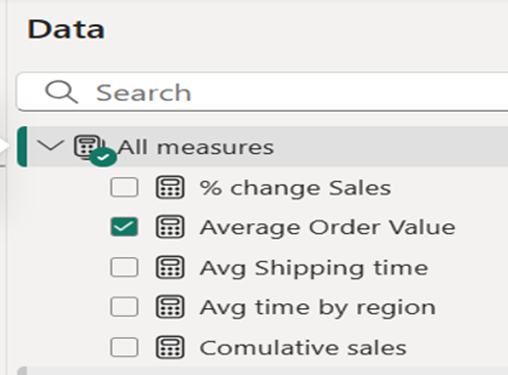 Data
Search
All measures
% change Sales
Average Order Value
Avg Shipping time
Avg time by region
Comulative sales